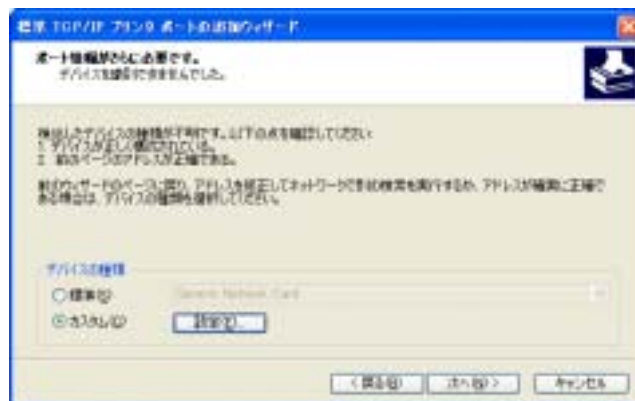 標準 TCP/IP プリンタ ポートの追加ウィザード
ポート情報がさらに必要です。
デバイスを識別できませんでした。
検出したデバイスの種類が不明です。以下の点を確認してください:
1. デバイスが正しく構成されている。
2. 前のページのアドレスが正確である。
前のウィザードのページに戻り、アドレスを修正してネットワークで別の検索を実行するか、アドレスが確実に正確で
ある場合は、デバイスの種類を選択してください。
デバイスの種類
標準(S) Generic Network Card
カスタム(C) 設定(E)...
< 戻る(B) 次へ(N) > キャンセル